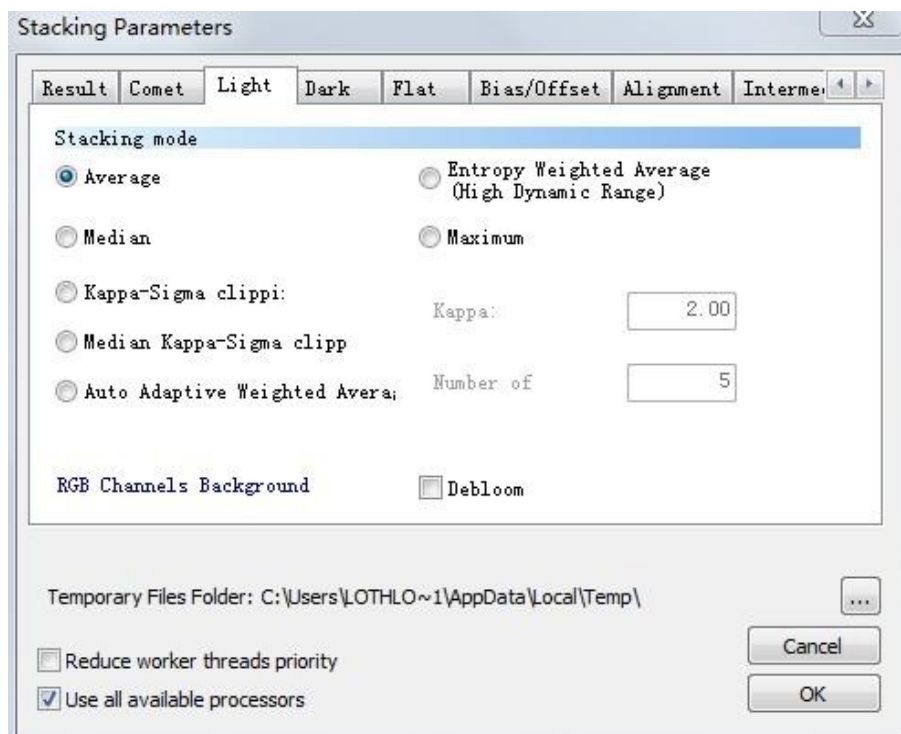 Stacking Parameters
Result Comet Light Dark Flat Bias/Offset Alignment Interme
Stacking mode
Average
Entropy Weighted Average
(High Dynamic Range)
Median
Maximum
Kappa-Sigma clippi:
Kappa: 2.00
Median Kappa-Sigma clipp
Auto Adaptive Weighted Avera
Number of 5
RGB Channels Background
Debloom
Temporary Files Folder: C:\Users\LOTHLO~1\AppData\Local\Temp\
...
Reduce worker threads priority
Cancel
Use all available processors
OK